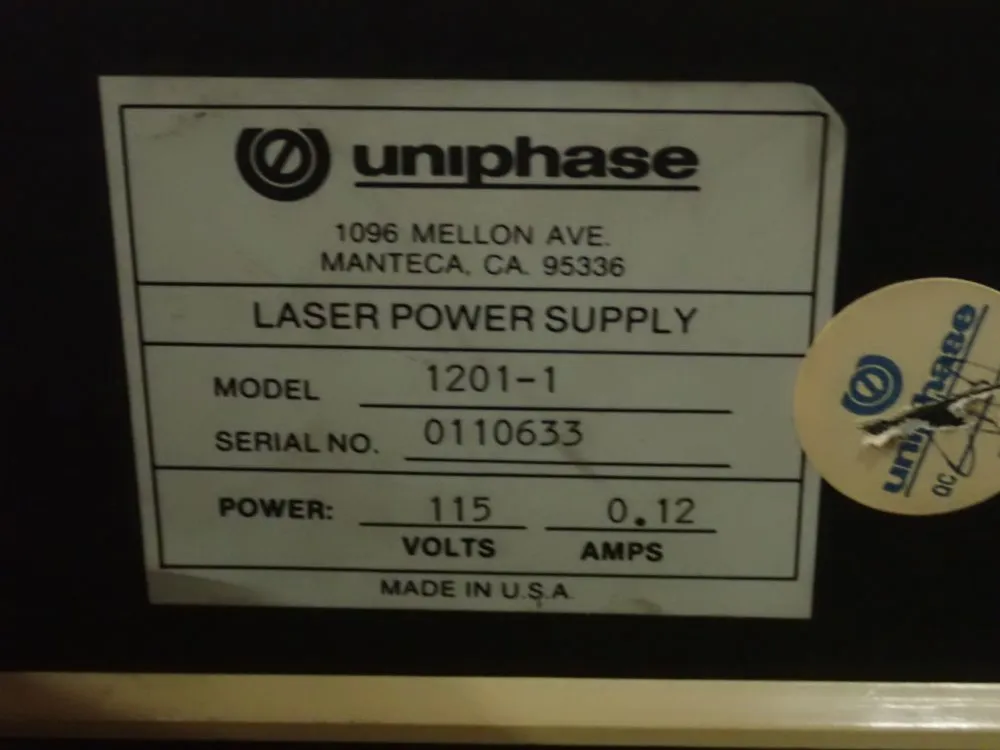 uniphase
1096 MELLON AVE.
MANTECA, CA. 95336
LASER POWER SUPPLY
MODEL 1201-1
SERIAL NO. 0110633
POWER: 115 0.12
VOLTS AMPS
MADE IN U.S.A.
uniphase
QC